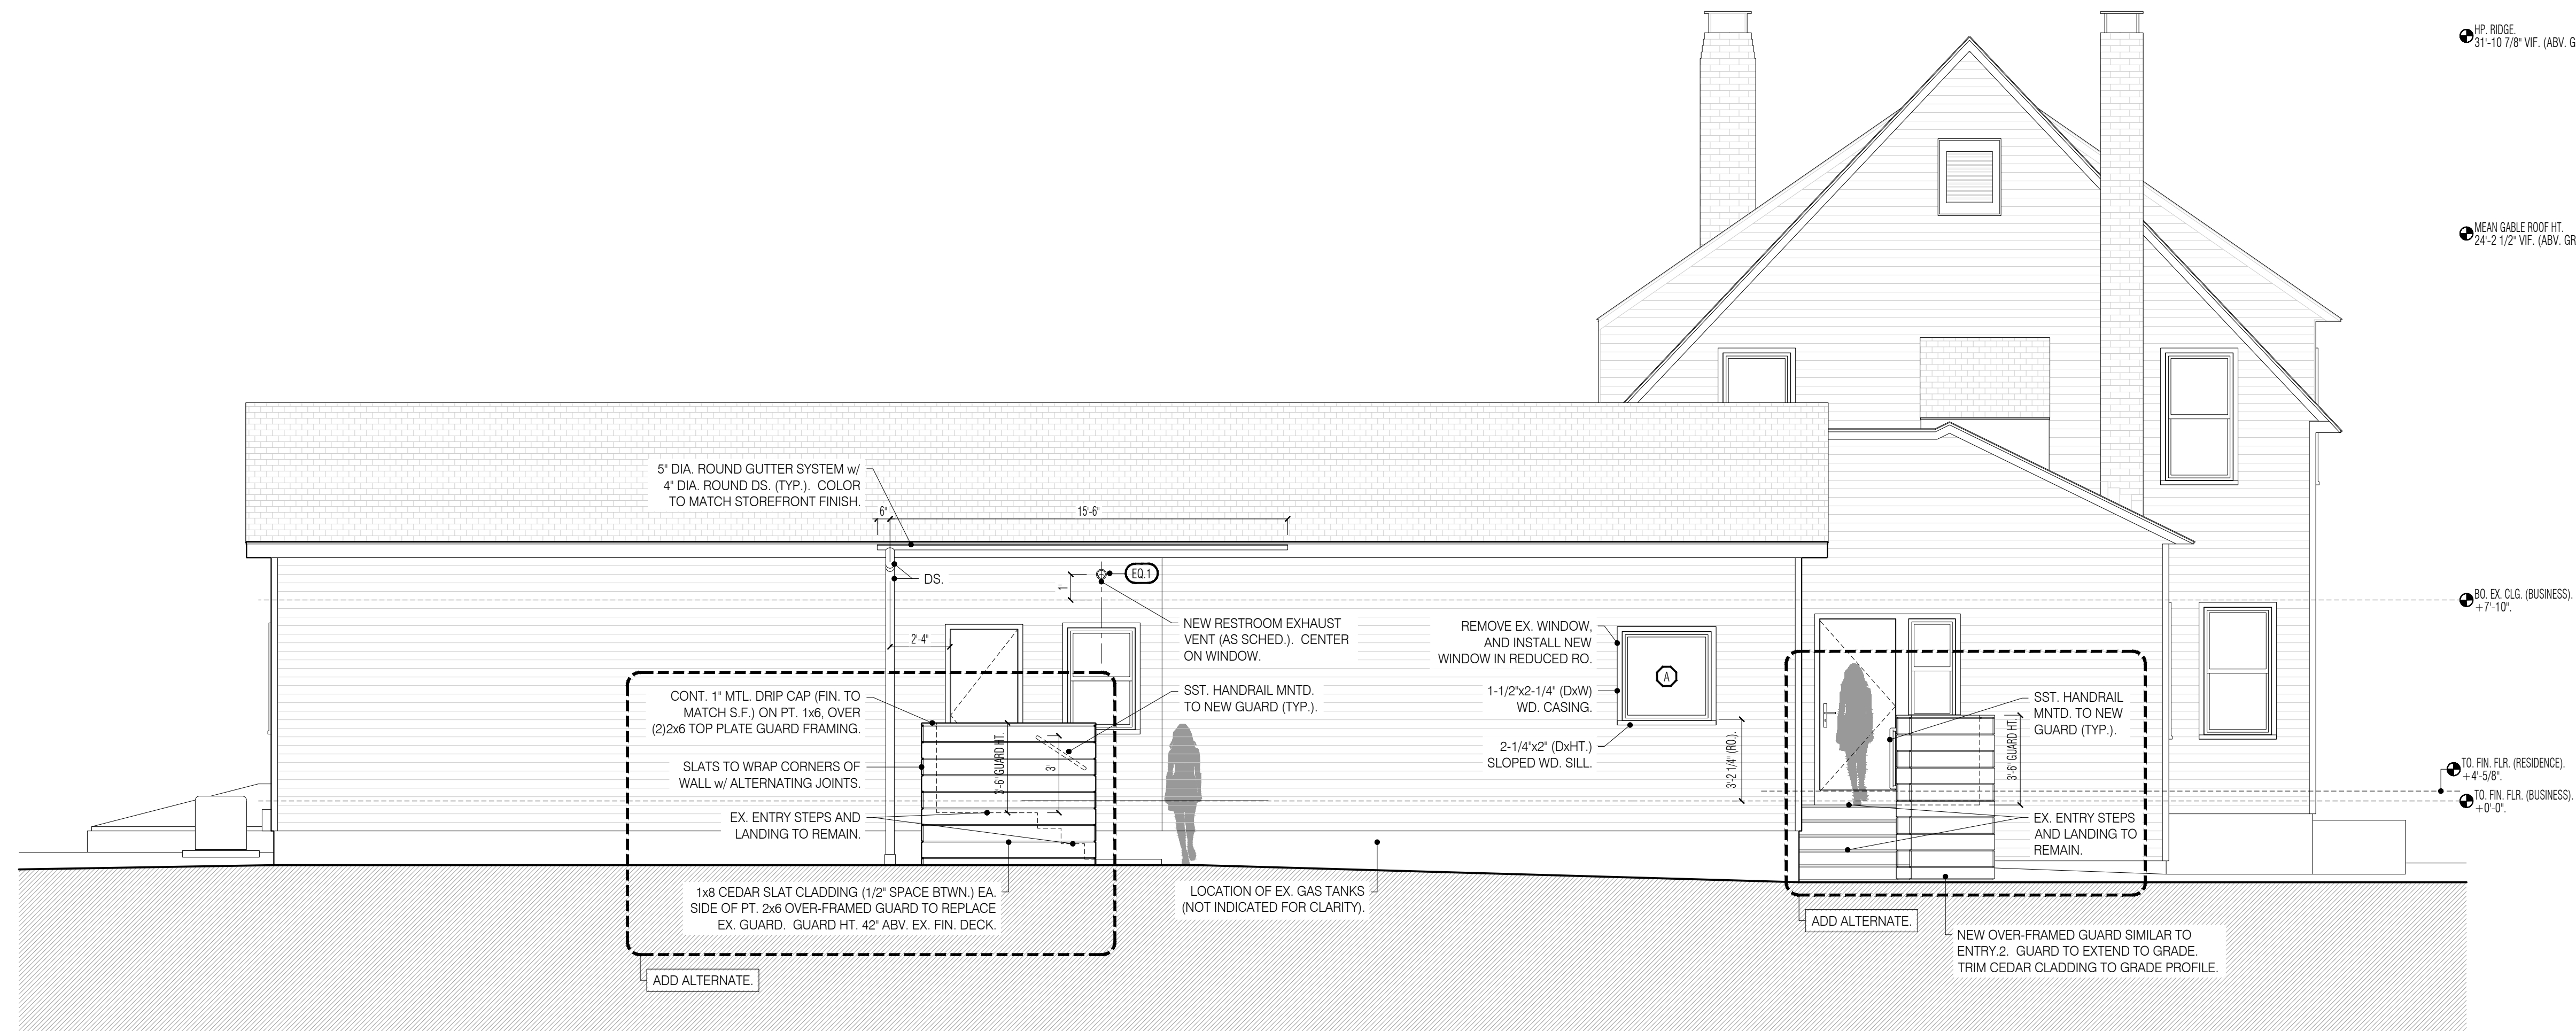 HP. RIDGE.
31'-10 7/8" VIF. (ABV. G
MEAN GABLE ROOF HT.
24'-2 1/2" VIF. (ABV. GR
5" DIA. ROUND GUTTER SYSTEM w/
4" DIA. ROUND DS. (TYP.). COLOR
TO MATCH STOREFRONT FINISH.
6"
15'-6"
DS.
1'
EQ.1
BO. EX. CLG. (BUSINESS).
+7'-10".
2'-4"
NEW RESTROOM EXHAUST
VENT (AS SCHED.). CENTER
ON WINDOW.
REMOVE EX. WINDOW,
AND INSTALL NEW
WINDOW IN REDUCED RO.
A
CONT. 1" MTL. DRIP CAP (FIN. TO
MATCH S.F.) ON PT. 1x6, OVER
(2)2x6 TOP PLATE GUARD FRAMING.
SST. HANDRAIL MNTD.
TO NEW GUARD (TYP.).
1-1/2"x2-1/4" (DxW)
WD. CASING.
SST. HANDRAIL
MNTD. TO NEW
GUARD (TYP.).
2-1/4"x2" (DxHT.)
SLOPED WD. SILL.
SLATS TO WRAP CORNERS OF
WALL w/ ALTERNATING JOINTS.
3'-6" GUARD HT.
3'
3'-2 1/4" (RO.).
3'-6" GUARD HT.
TO. FIN. FLR. (RESIDENCE).
+4'-5/8".
TO. FIN. FLR. (BUSINESS).
+0'-0".
EX. ENTRY STEPS AND
LANDING TO REMAIN.
EX. ENTRY STEPS
AND LANDING TO
REMAIN.
1x8 CEDAR SLAT CLADDING (1/2" SPACE BTWN.) EA.
SIDE OF PT. 2x6 OVER-FRAMED GUARD TO REPLACE
EX. GUARD. GUARD HT. 42" ABV. EX. FIN. DECK.
LOCATION OF EX. GAS TANKS
(NOT INDICATED FOR CLARITY).
ADD ALTERNATE.
NEW OVER-FRAMED GUARD SIMILAR TO
ENTRY.2. GUARD TO EXTEND TO GRADE.
TRIM CEDAR CLADDING TO GRADE PROFILE.
ADD ALTERNATE.